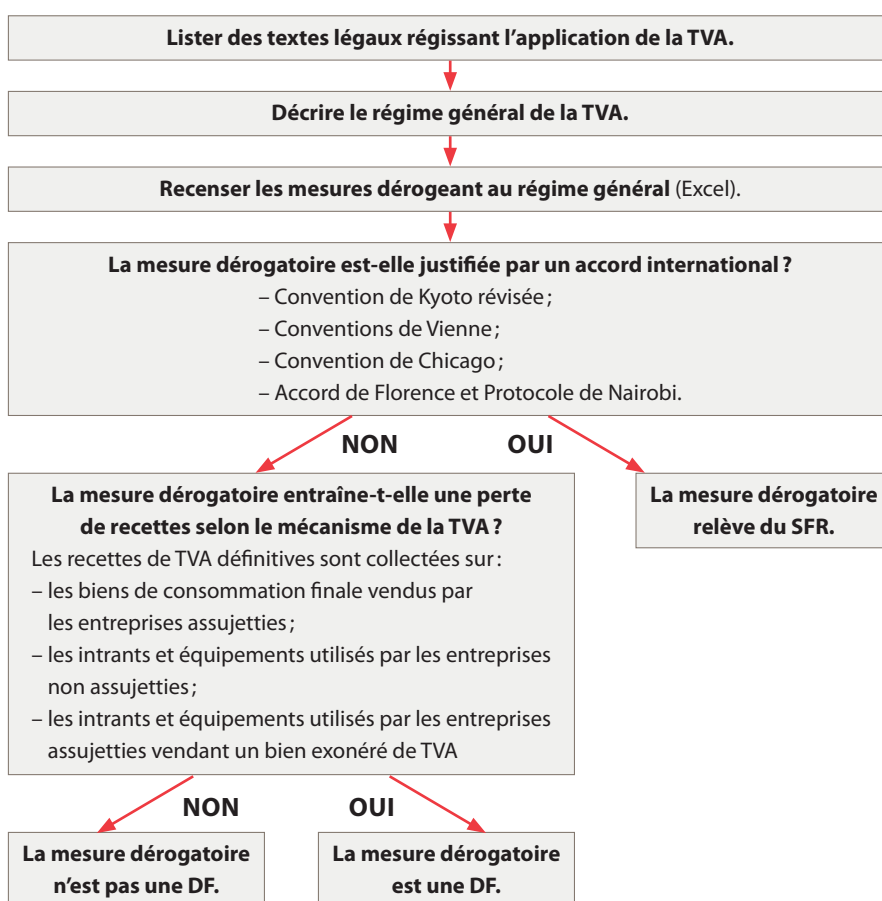 Lister des textes légaux régissant l’application de la TVA.
Décrire le régime général de la TVA.
Recenser les mesures dérogeant au régime général (Excel).
La mesure dérogatoire est-elle justifiée par un accord international ?
– Convention de Kyoto révisée ;
– Conventions de Vienne ;
– Convention de Chicago ;
– Accord de Florence et Protocole de Nairobi.
NON
OUI
La mesure dérogatoire entraîne-t-elle une perte
de recettes selon le mécanisme de la TVA ?
Les recettes de TVA définitives sont collectées sur :
– les biens de consommation finale vendus par
les entreprises assujetties ;
– les intrants et équipements utilisés par les entreprises
non assujetties ;
– les intrants et équipements utilisés par les entreprises
assujetties vendant un bien exonéré de TVA
La mesure dérogatoire
relève du SFR.
NON
OUI
La mesure dérogatoire
n’est pas une DF.
La mesure dérogatoire
est une DF.